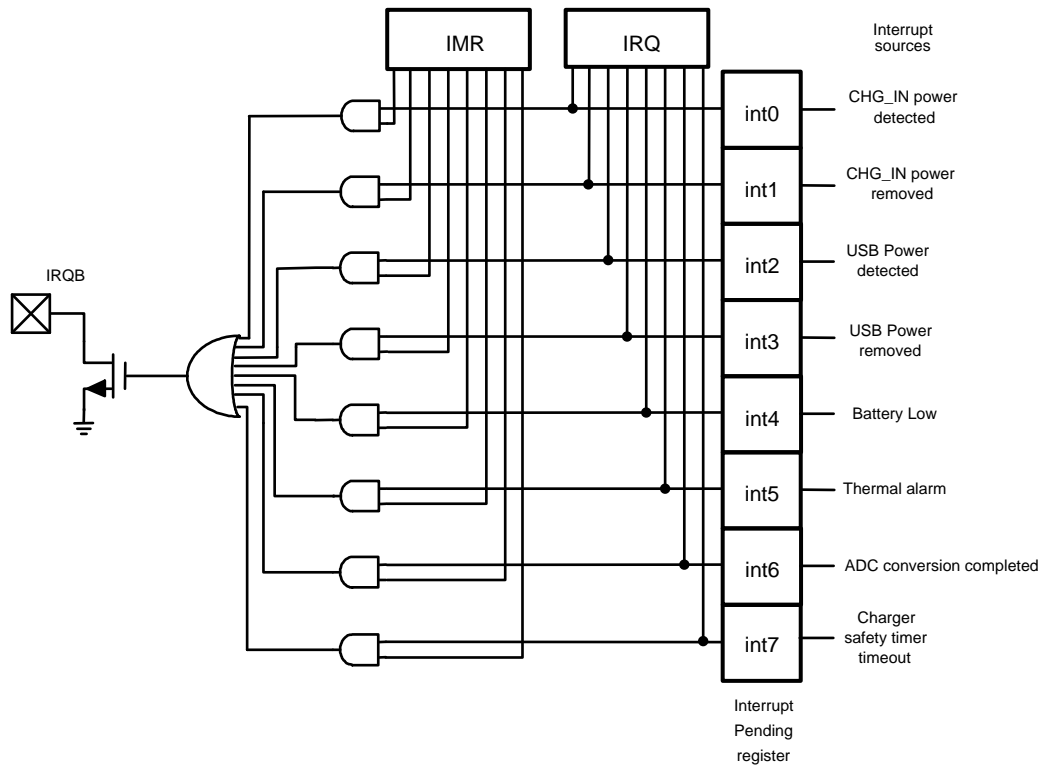 IMR
IRQ
Interrupt
sources
int0
CHG_IN power
detected
int1
CHG_IN power
removed
int2
USB Power
detected
IRQB
int3
USB Power
removed
int4
Battery Low
int5
Thermal alarm
int6
ADC conversion completed
int7
Charger
safety timer
timeout
Interrupt
Pending
register